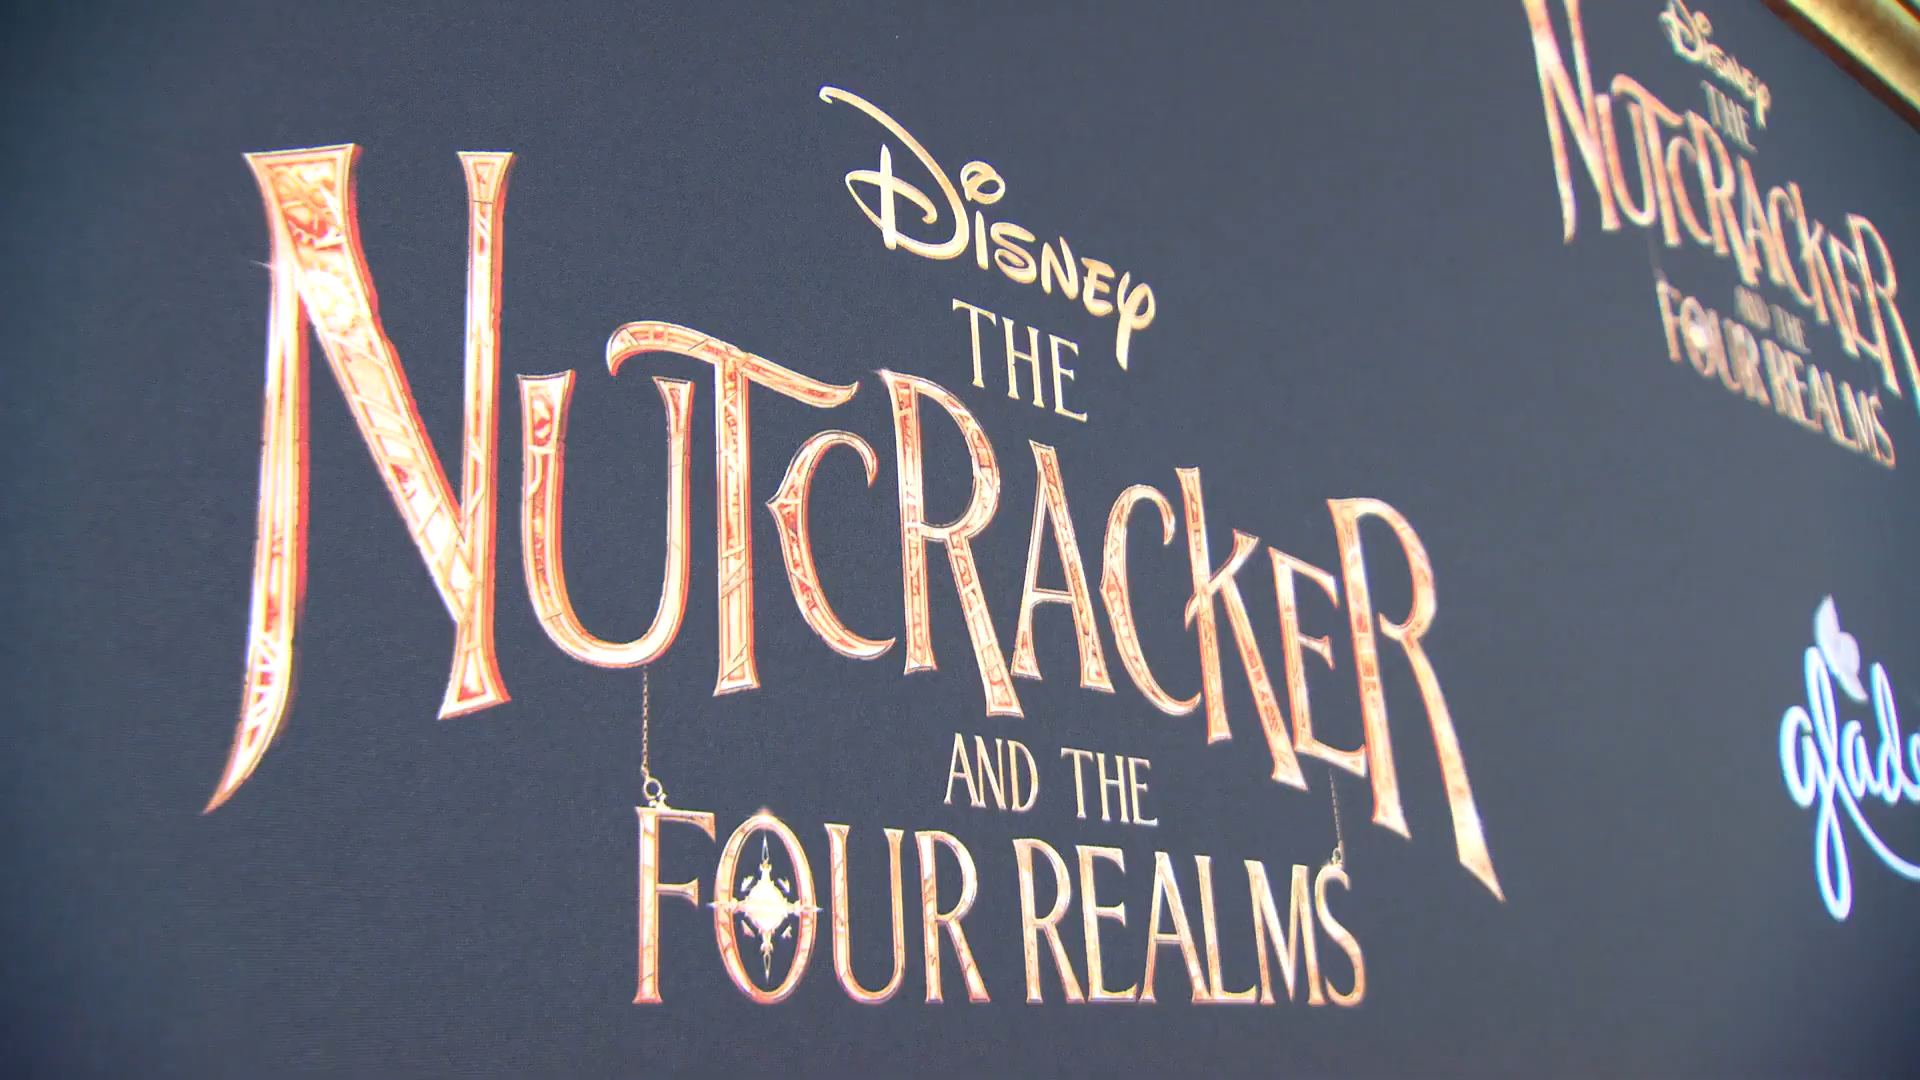 Disney
THE
NUTCRACKER
AND THE
FOUR REALMS
Disney
THE
NUTCRACKER
AND THE
FOUR REALMS